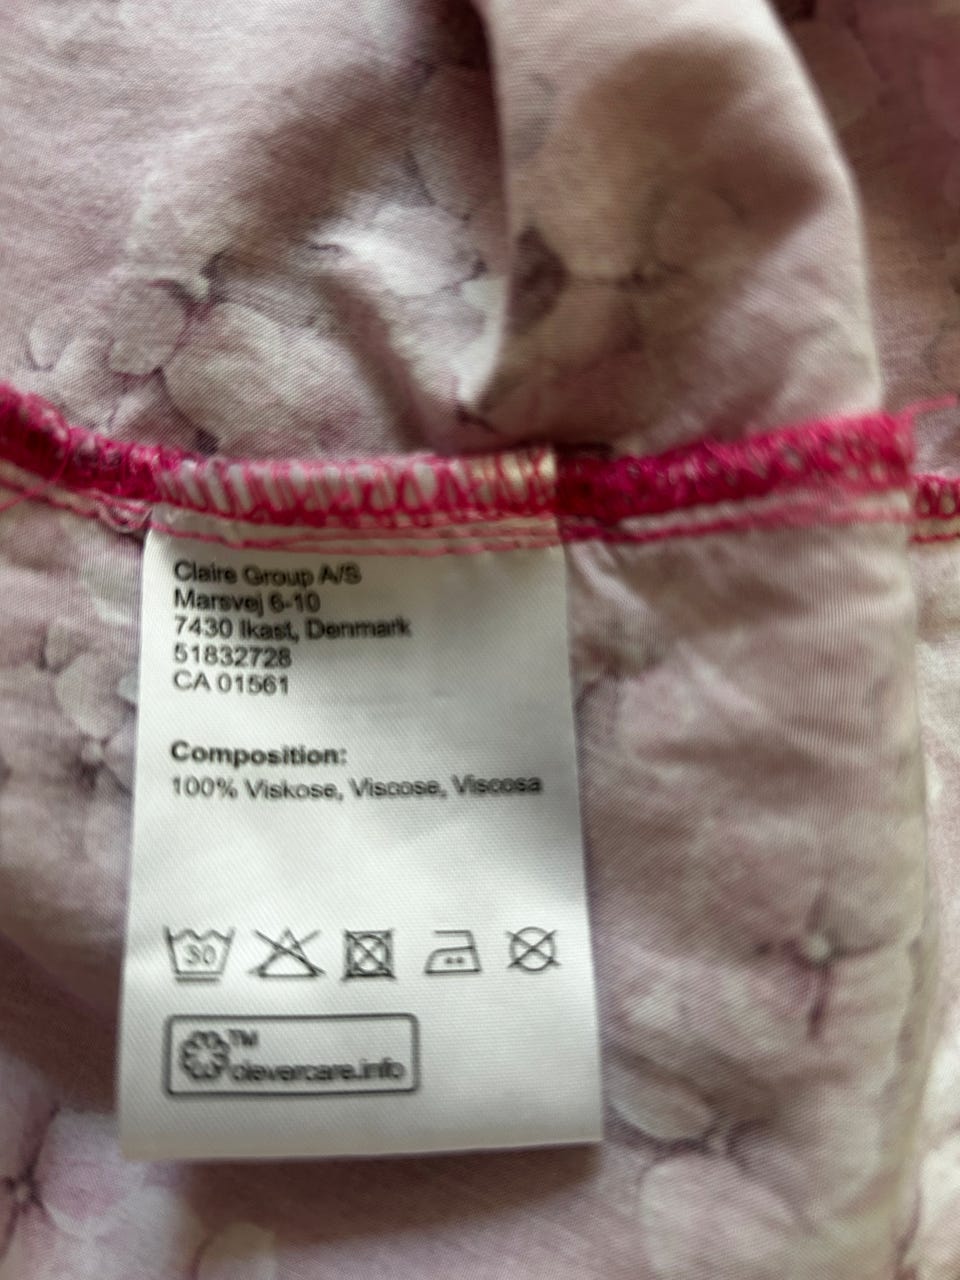 Claire Group A/S
Marsvej 6-10
7430 Ikast, Denmark
51832728
CA 01561
Composition:
100% Viskose, Viscose, Viscosa
30
TM
clevercare.info